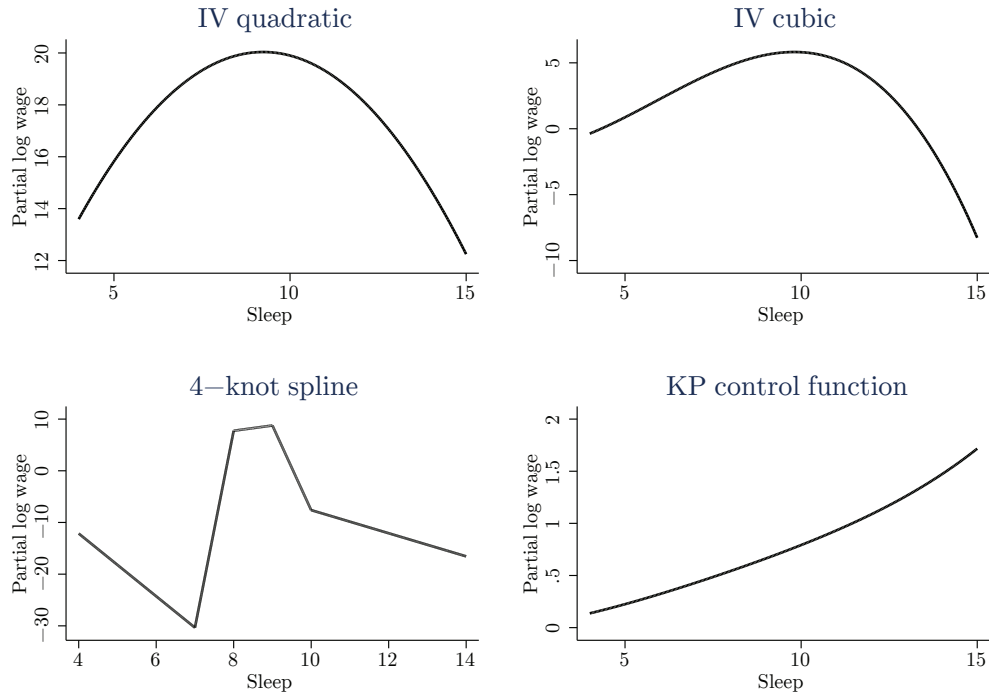 IV quadratic
Partial log wage
12 14 16 18 20
5 10 15
Sleep
IV cubic
Partial log wage
−10 −5 0 5
5 10 15
Sleep
4−knot spline
Partial log wage
−30 −20 −10 0 10
4 6 8 10 12 14
Sleep
KP control function
Partial log wage
0 .5 1 1.5 2
5 10 15
Sleep